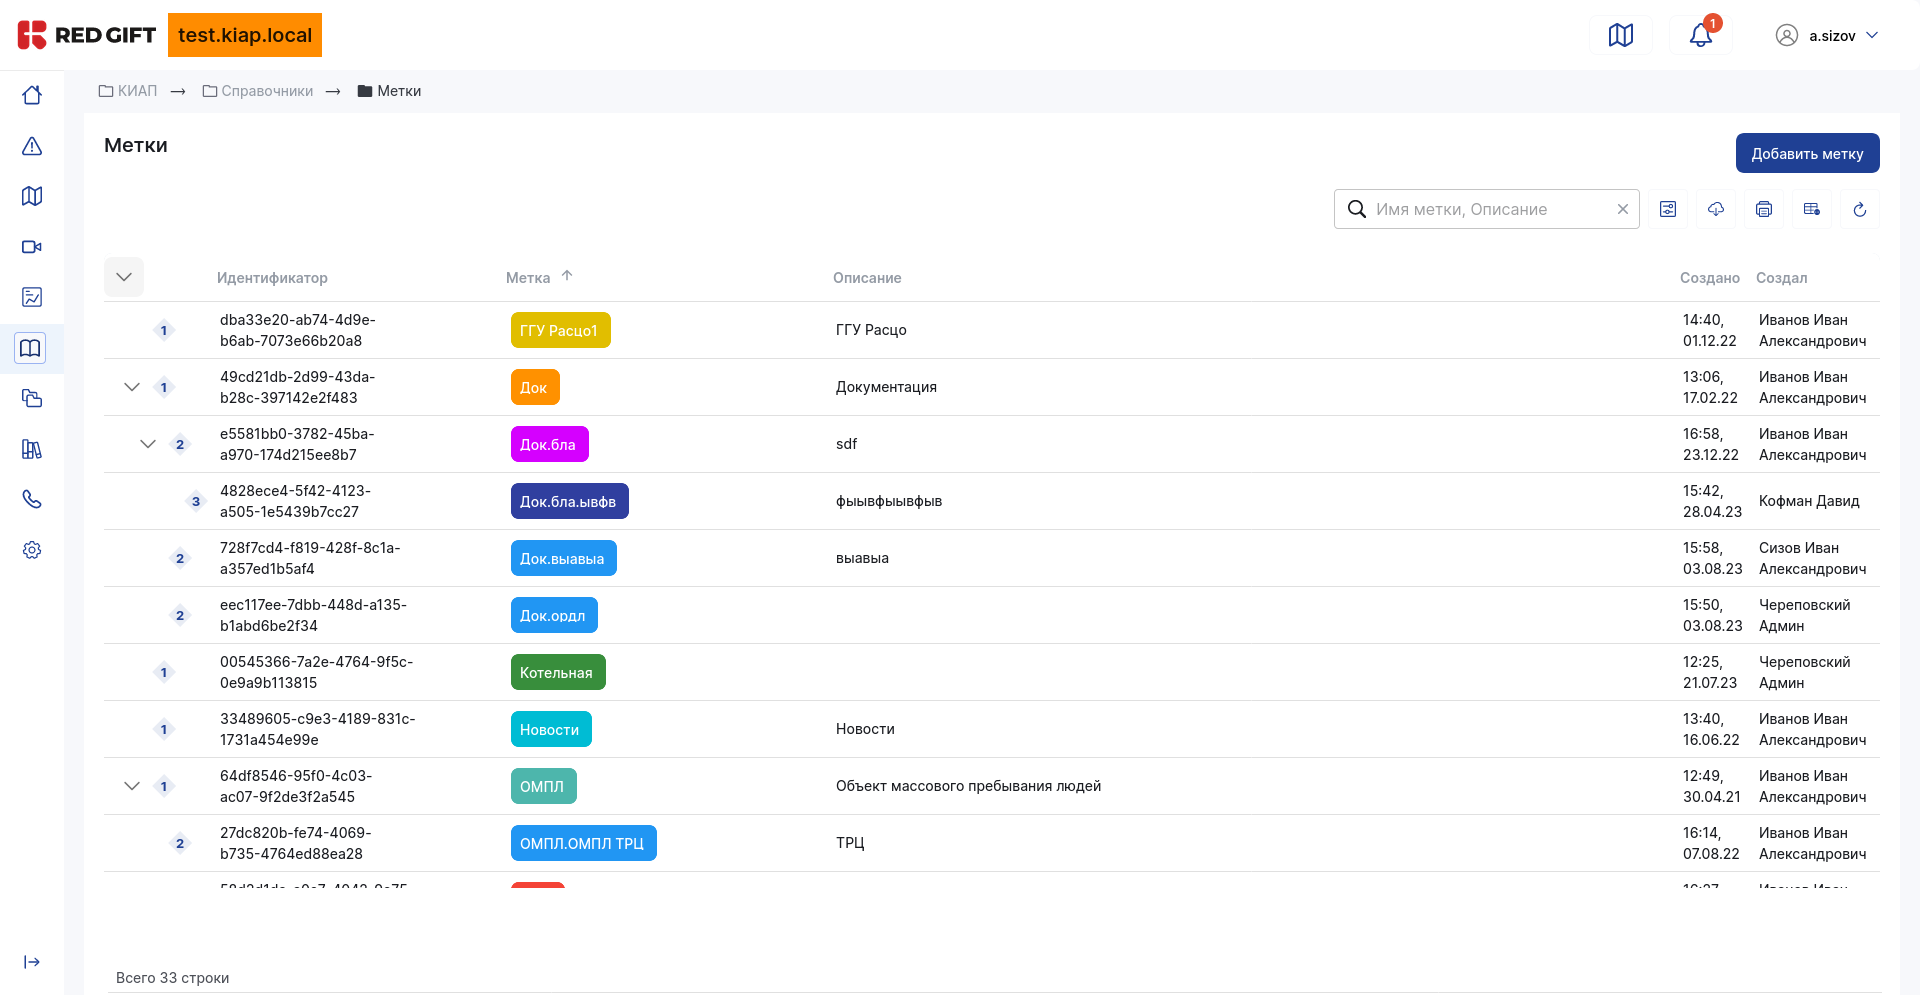 RED GIFT test.kiap.local 1 a.sizov
КИАП → Справочники → Метки
Метки
Добавить метку
Имя метки, Описание
Идентификатор Метка Описание Создано Создал
1 dba33e20-ab74-4d9e- ГГУ Расцо1 ГГУ Расцо 14:40, Иванов Иван
b6ab-7073e66b20a8 01.12.22 Александрович
1 49cd21db-2d99-43da- Док Документация 13:06, Иванов Иван
b28c-397142e2f483 17.02.22 Александрович
2 e5581bb0-3782-45ba- Док.бла sdf 16:58, Иванов Иван
a970-174d215ee8b7 23.12.22 Александрович
3 4828ece4-5f42-4123- Док.бла.ывфв фыывфыывфыв 15:42, Кофман Давид
a505-1e5439b7cc27 28.04.23
2 728f7cd4-f819-428f-8c1a- Док.выавыа выавыа 15:58, Сизов Иван
a357ed1b5af4 03.08.23 Александрович
2 eec117ee-7dbb-448d-a135- Док.ордл 15:50, Череповский
b1abd6be2f34 03.08.23 Админ
1 00545366-7a2e-4764-9f5c- Котельная 12:25, Череповский
0e9a9b113815 21.07.23 Админ
1 33489605-c9e3-4189-831c- Новости Новости 13:40, Иванов Иван
1731a454e99e 16.06.22 Александрович
1 64df8546-95f0-4c03- ОМПЛ Объект массового пребывания людей 12:49, Иванов Иван
ac07-9f2de3f2a545 30.04.21 Александрович
2 27dc820b-fe74-4069- ОМПЛ.ОМПЛ ТРЦ ТРЦ 16:14, Иванов Иван
b735-4764ed88ea28 07.08.22 Александрович
Всего 33 строки